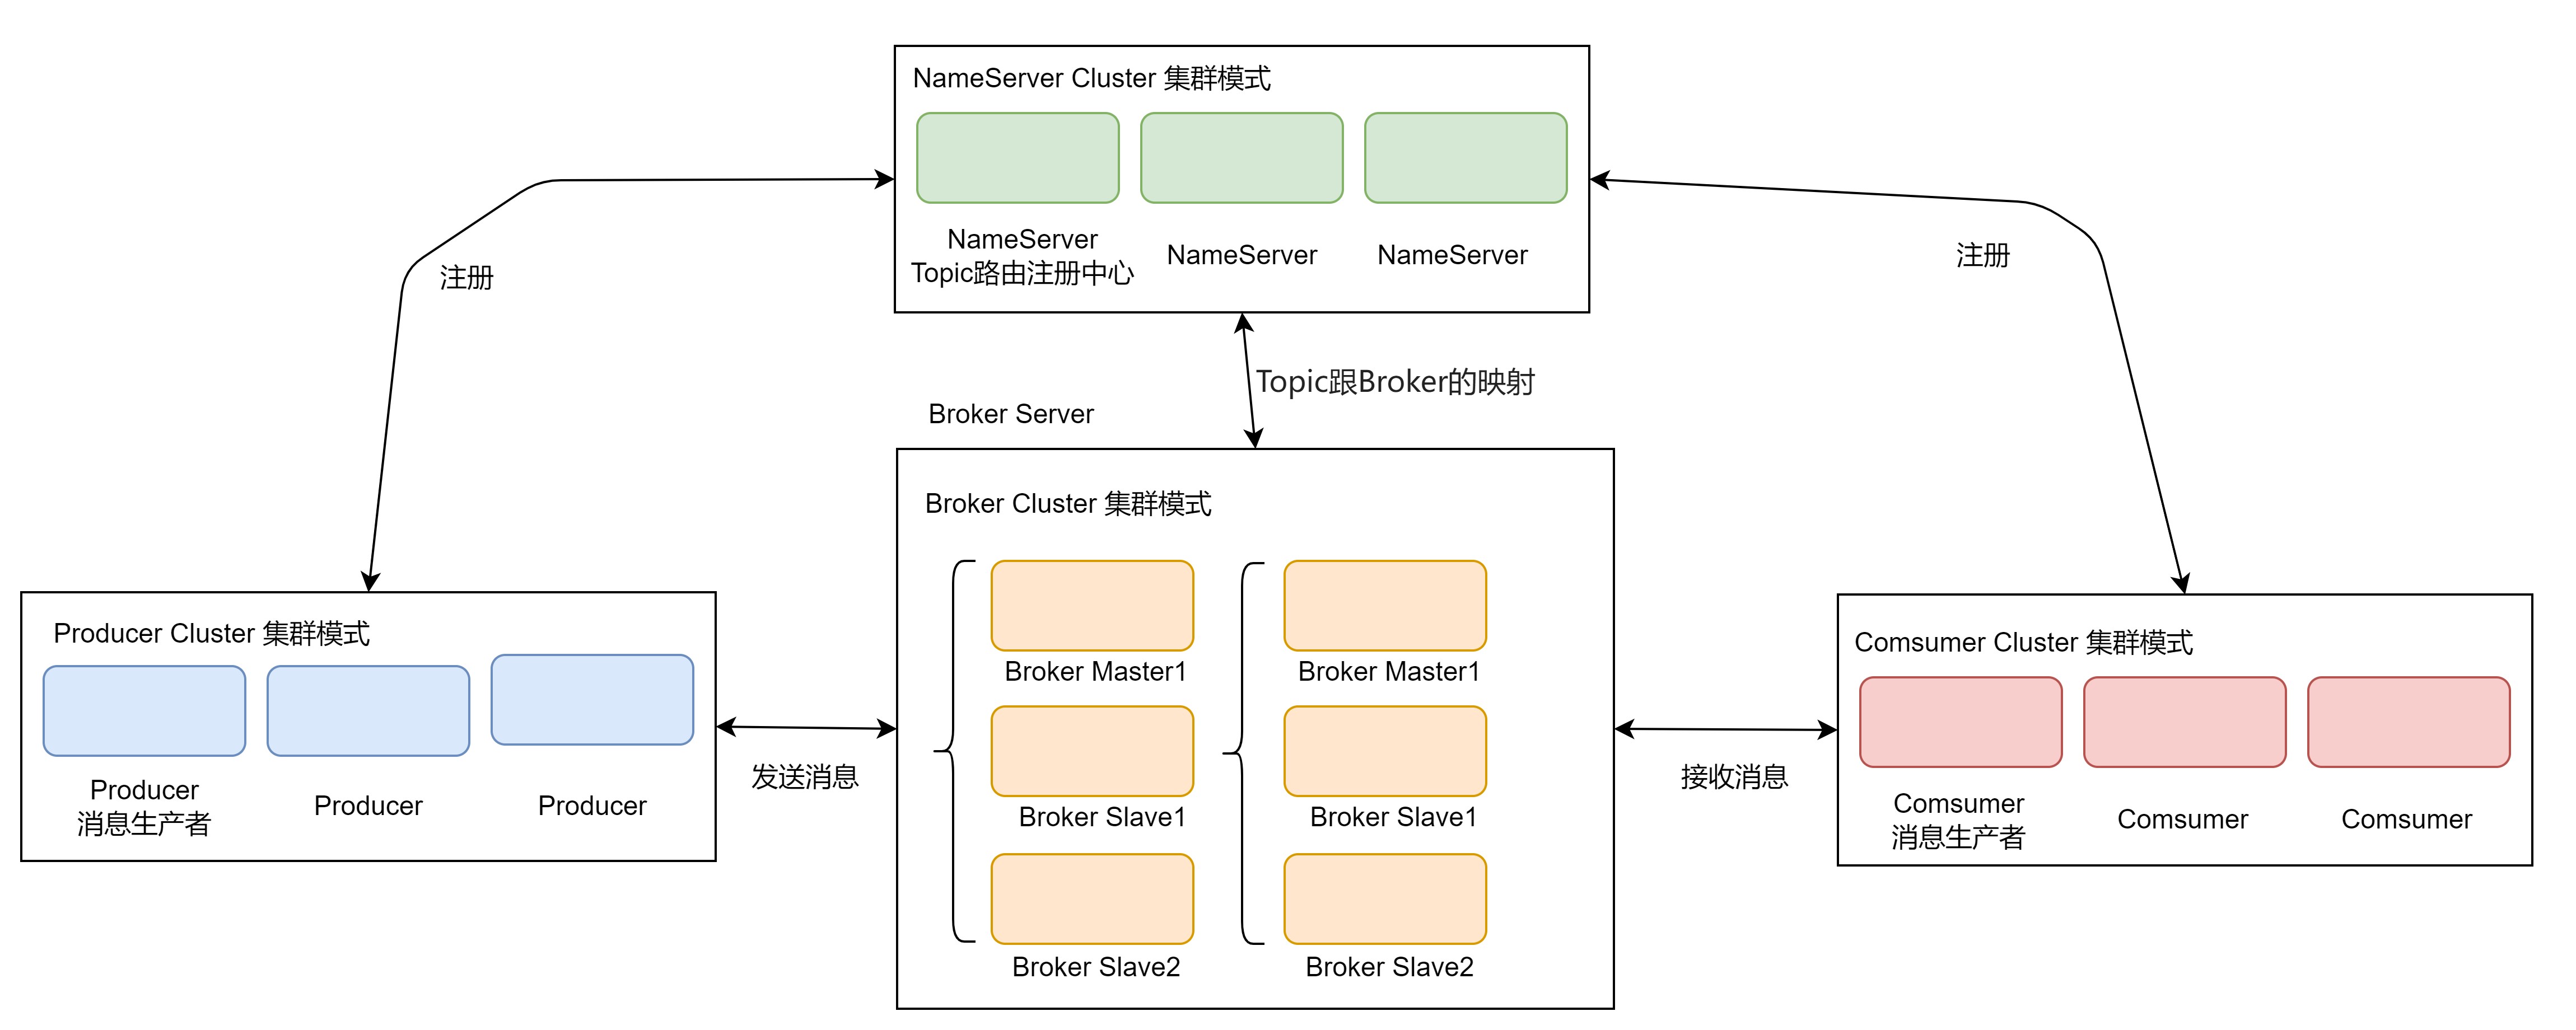 NameServer Cluster 集群模式
NameServer
Topic路由注册中心
NameServer
NameServer
注册
注册
Topic跟Broker的映射
Broker Server
Broker Cluster 集群模式
Broker Master1
Broker Master1
Broker Slave1
Broker Slave1
Broker Slave2
Broker Slave2
Producer Cluster 集群模式
Producer
消息生产者
Producer
Producer
发送消息
接收消息
Comsumer Cluster 集群模式
Comsumer
消息生产者
Comsumer
Comsumer